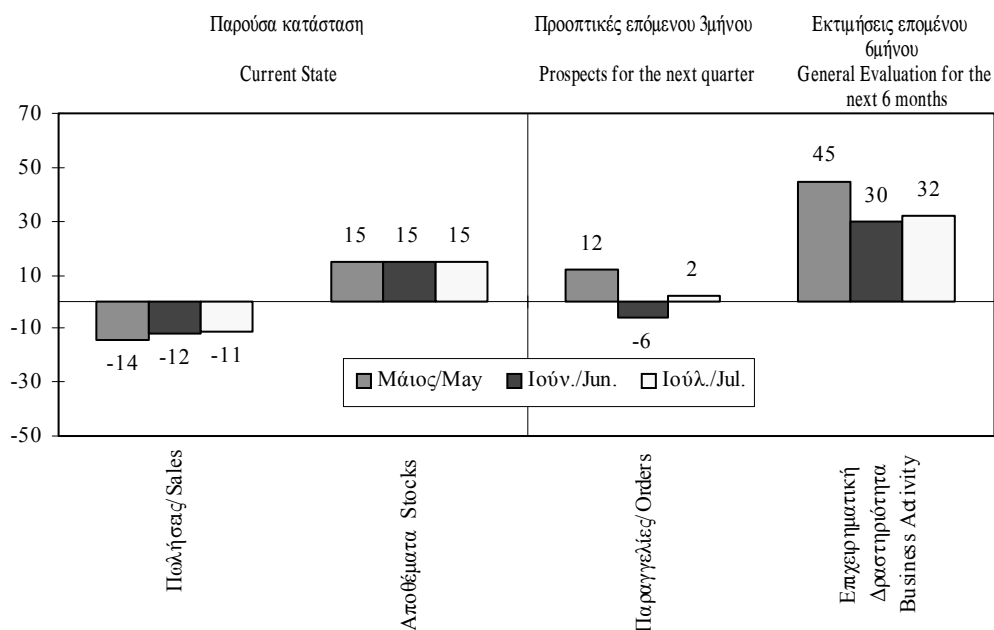 Παρούσα κατάσταση
Current State
Προοπτικές επόμενου 3μήνου
Prospects for the next quarter
Εκτιμήσεις επομένου
6μήνου
General Evaluation for the
next 6 months
70
50
30
10
-10
-30
-50
-14
-12
-11
15
15
15
12
-6
2
45
30
32
Μάιος/May
Ιούν./Jun.
Ιούλ./Jul.
Πωλήσεις/ Sales
Αποθέματα Stocks
Παραγγελίες/ Orders
Επιχειρηματική
Δραστηριότητα
Business Activity